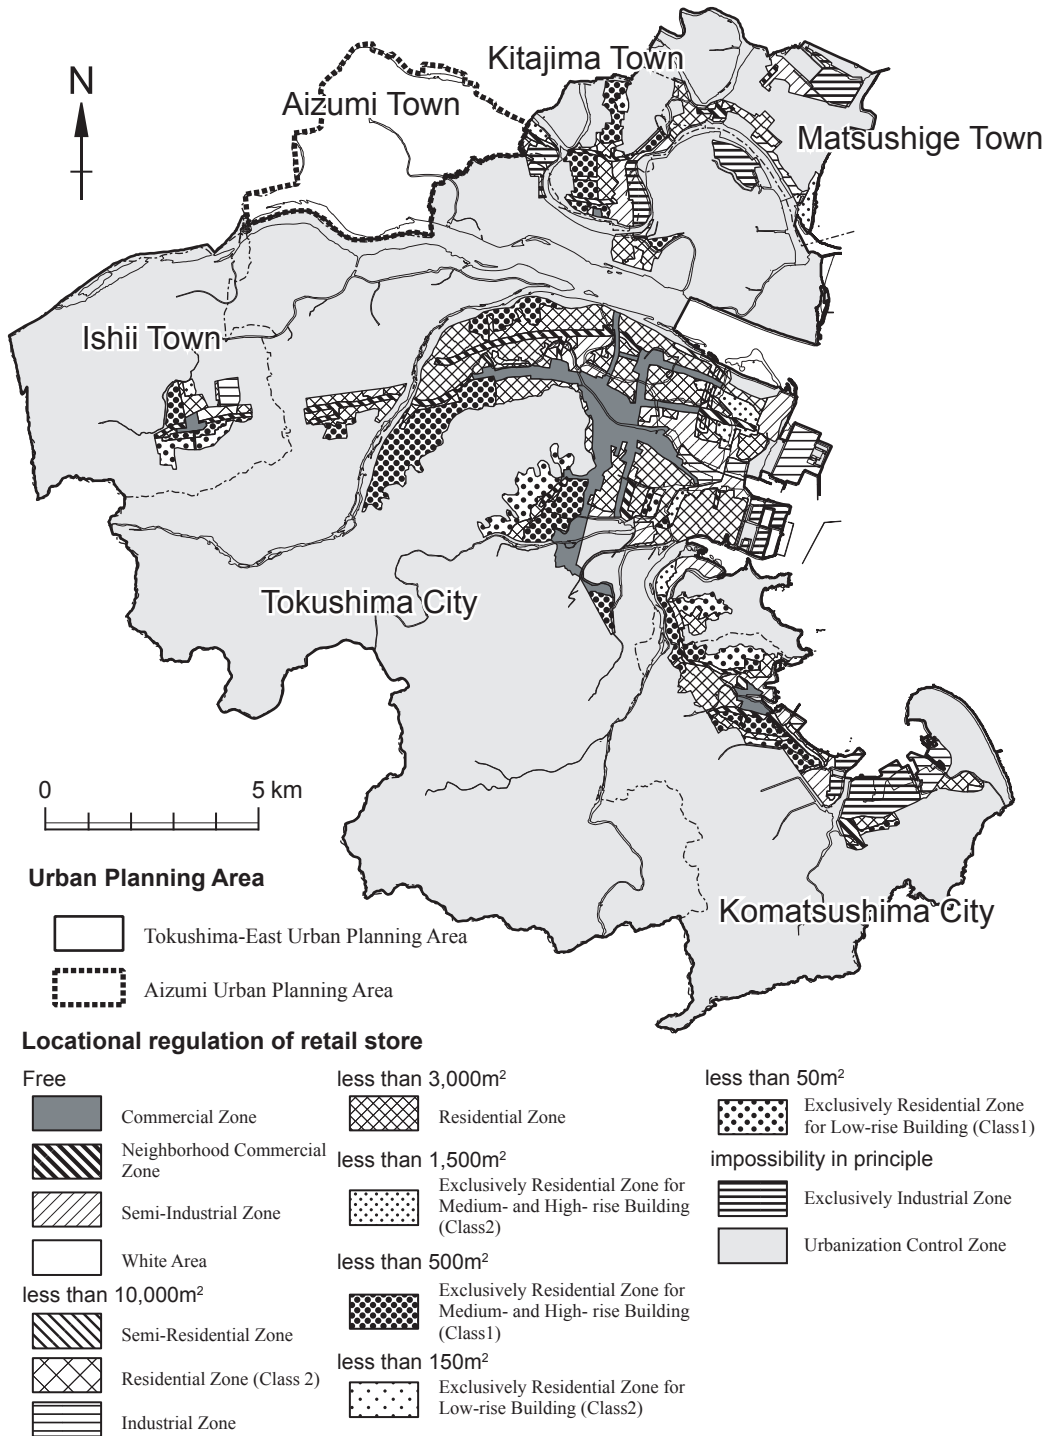 Kitajima Town
N
Aizumi Town
Matsushige Town
Ishii Town
Tokushima City
0 5 km
Komatsushima City
Urban Planning Area
Tokushima-East Urban Planning Area
Aizumi Urban Planning Area
Locational regulation of retail store
Free
Commercial Zone
Neighborhood Commercial
Zone
Semi-Industrial Zone
White Area
less than 10,000m²
Semi-Residential Zone
Residential Zone (Class 2)
Industrial Zone
less than 3,000m²
Residential Zone
less than 1,500m²
Exclusively Residential Zone for
Medium- and High- rise Building
(Class2)
less than 500m²
Exclusively Residential Zone for
Medium- and High- rise Building
(Class1)
less than 150m²
Exclusively Residential Zone for
Low-rise Building (Class2)
less than 50m²
Exclusively Residential Zone
for Low-rise Building (Class1)
impossibility in principle
Exclusively Industrial Zone
Urbanization Control Zone